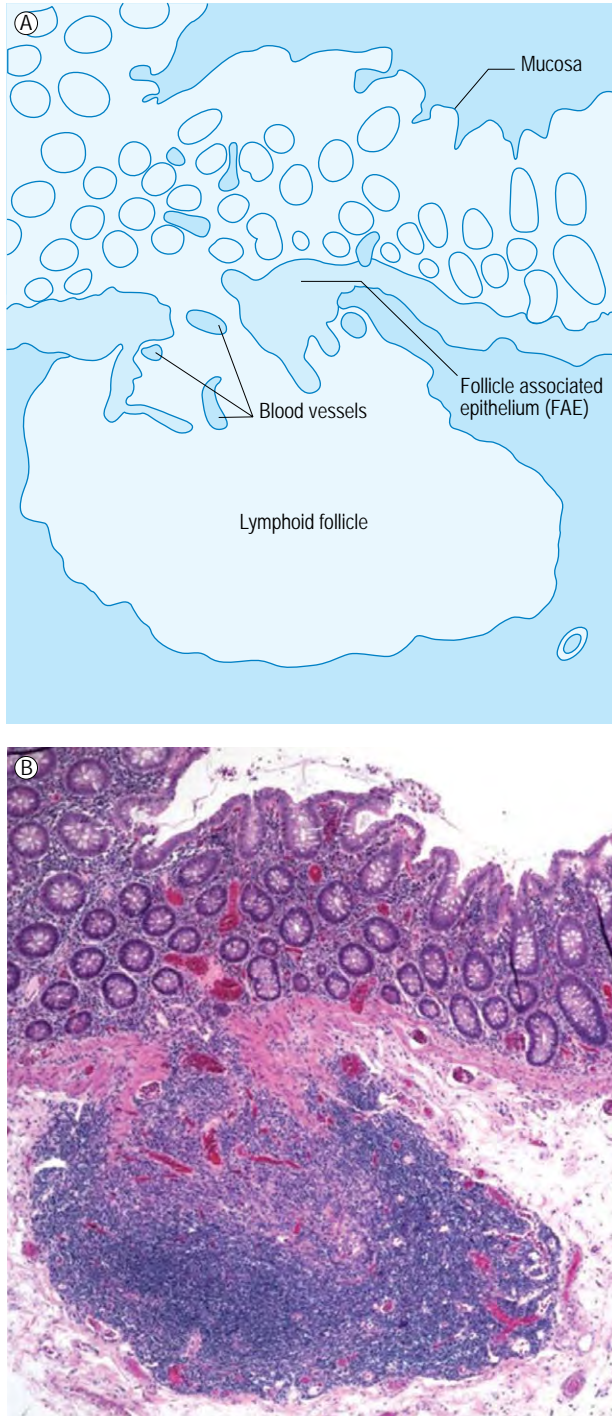 A
Mucosa
Follicle associated
epithelium (FAE)
Blood vessels
Lymphoid follicle
B